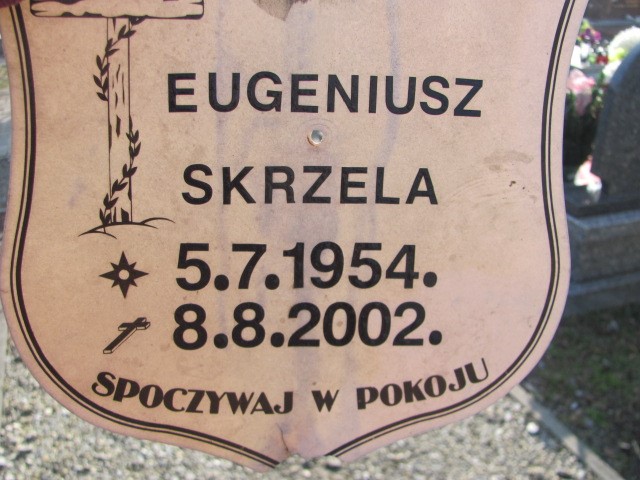 EUGENIUSZ
SKRZELA
5.7.1954.
8.8.2002.
SPOCZYWAJ W POKOJU